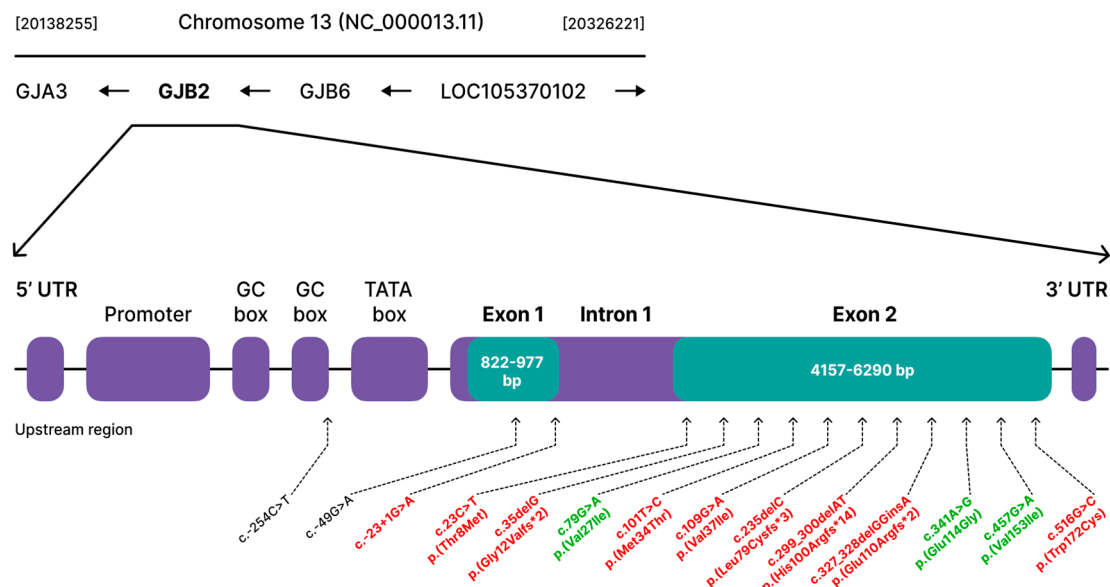 [20138255] Chromosome 13 (NC_000013.11) [20326221]
GJA3 GJB2 GJB6 LOC105370102
5’ UTR Promoter GC box GC box TATA box Exon 1 Intron 1 Exon 2 3’ UTR
822-977 bp
4157-6290 bp
Upstream region
c.-254C>T
c.-49G>A
c.-23+1G>A
c.23C>T
p.(Thr8Met)
c.35delG
p.(Gly12Valfs*2)
c.79G>A
p.(Val27Ile)
c.101T>C
p.(Met34Thr)
c.109G>A
p.(Val37Ile)
c.235delC
p.(Leu79Cysfs*3)
c.299_300delAT
p.(His100Argfs*14)
c.327_328delGGinsA
p.(Glu110Argfs*2)
c.341A>G
p.(Glu114Gly)
c.457G>A
p.(Val153Ile)
c.516G>C
p.(Trp172Cys)